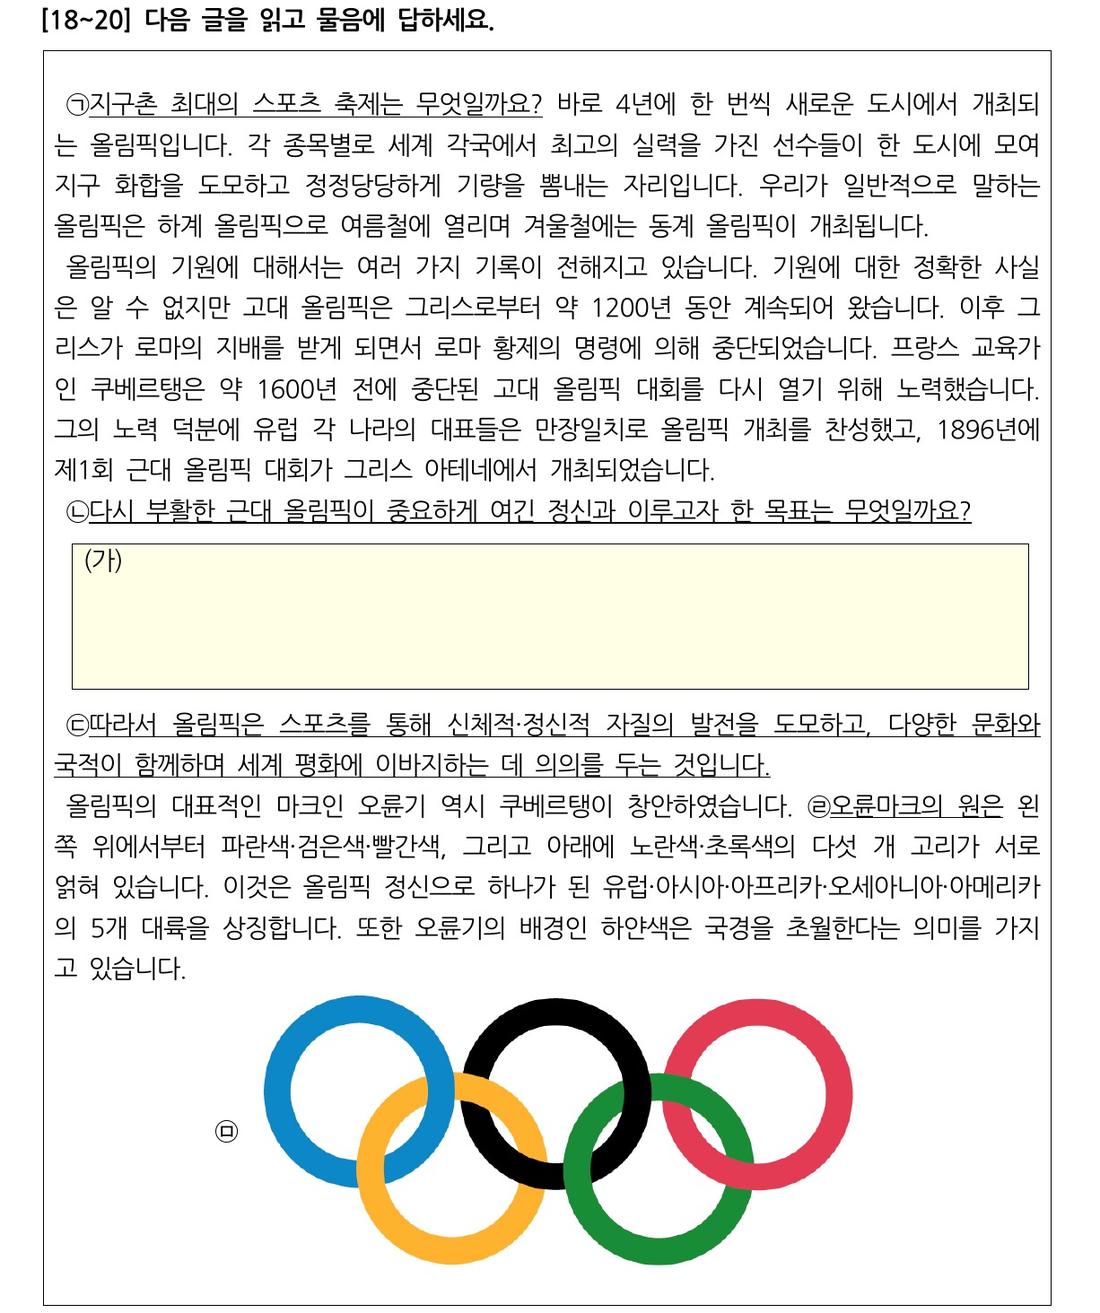 [18~20] 다음 글을 읽고 물음에 답하세요.
㉠지구촌 최대의 스포츠 축제는 무엇일까요? 바로 4년에 한 번씩 새로운 도시에서 개최되
는 올림픽입니다. 각 종목별로 세계 각국에서 최고의 실력을 가진 선수들이 한 도시에 모여
지구 화합을 도모하고 정정당당하게 기량을 뽐내는 자리입니다. 우리가 일반적으로 말하는
올림픽은 하계 올림픽으로 여름철에 열리며 겨울철에는 동계 올림픽이 개최됩니다.
올림픽의 기원에 대해서는 여러 가지 기록이 전해지고 있습니다. 기원에 대한 정확한 사실
은 알 수 없지만 고대 올림픽은 그리스로부터 약 1200년 동안 계속되어 왔습니다. 이후 그
리스가 로마의 지배를 받게 되면서 로마 황제의 명령에 의해 중단되었습니다. 프랑스 교육가
인 쿠베르탱은 약 1600년 전에 중단된 고대 올림픽 대회를 다시 열기 위해 노력했습니다.
그의 노력 덕분에 유럽 각 나라의 대표들은 만장일치로 올림픽 개최를 찬성했고, 1896년에
제1회 근대 올림픽 대회가 그리스 아테네에서 개최되었습니다.
㉡다시 부활한 근대 올림픽이 중요하게 여긴 정신과 이루고자 한 목표는 무엇일까요?
(가)
㉢따라서 올림픽은 스포츠를 통해 신체적·정신적 자질의 발전을 도모하고, 다양한 문화와
국적이 함께하며 세계 평화에 이바지하는 데 의의를 두는 것입니다.
올림픽의 대표적인 마크인 오륜기 역시 쿠베르탱이 창안하였습니다. ㉣오륜마크의 원은 왼
쪽 위에서부터 파란색·검은색·빨간색, 그리고 아래에 노란색·초록색의 다섯 개 고리가 서로
얽혀 있습니다. 이것은 올림픽 정신으로 하나가 된 유럽·아시아·아프리카·오세아니아·아메리카
의 5개 대륙을 상징합니다. 또한 오륜기의 배경인 하얀색은 국경을 초월한다는 의미를 가지
고 있습니다.
㉤